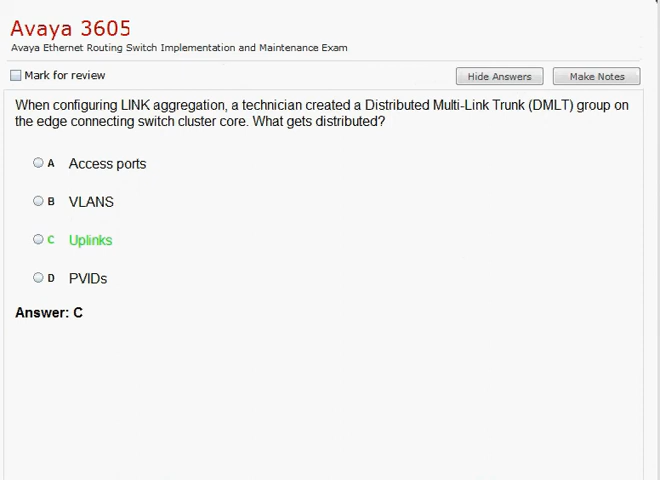 Avaya 3605
Avaya Ethernet Routing Switch Implementation and Maintenance Exam
Mark for review
Hide Answers
Make Notes
When configuring LINK aggregation, a technician created a Distributed Multi-Link Trunk (DMLT) group on
the edge connecting switch cluster core. What gets distributed?
A Access ports
B VLANS
C Uplinks
D PVIDs
Answer: C